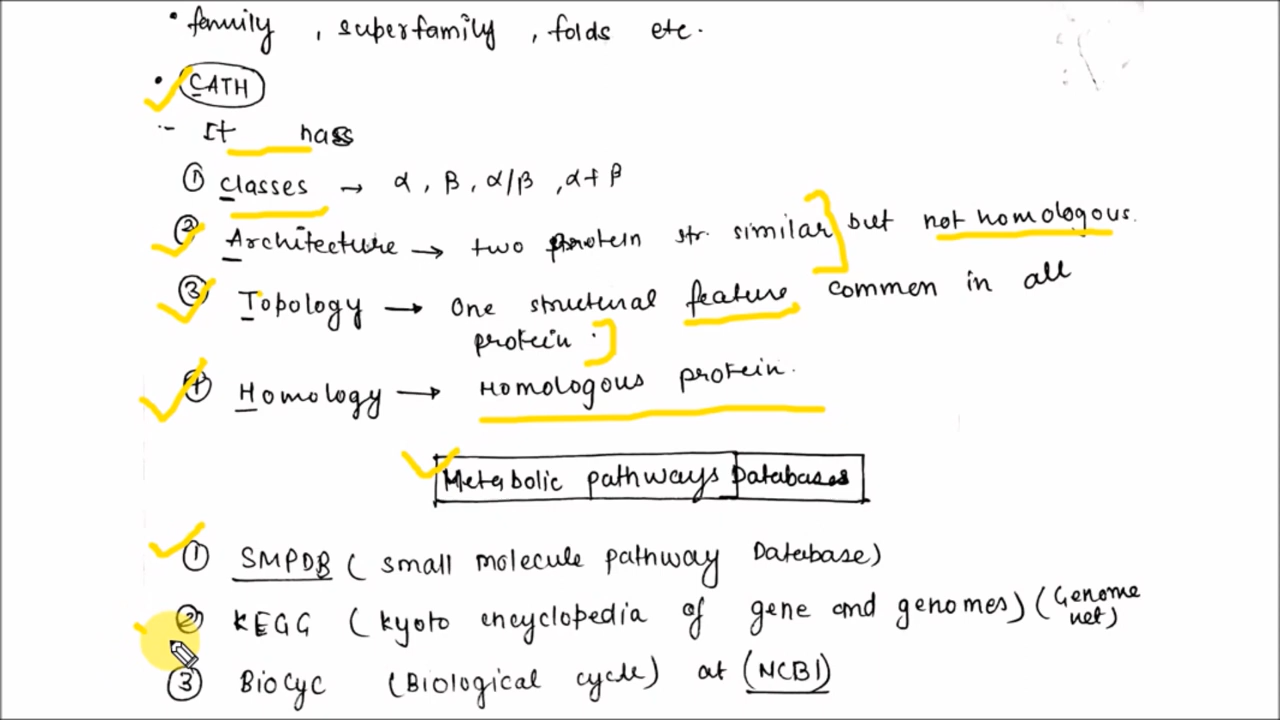 • family , superfamily , folds etc.
• CATH
- It has
① Classes → α , β , α/β , α+β
② Architecture → two protein str. similar but not homologous.
③ Topology → One structural feature common in all
protein.
④ Homology → Homologous protein.
Metabolic pathways Databases
① SMPDB ( small molecule pathway Database)
② KEGG ( kyoto encyclopedia of gene and genomes) (Genome
net)
③ BioCyc (Biological cycle) at (NCBI)